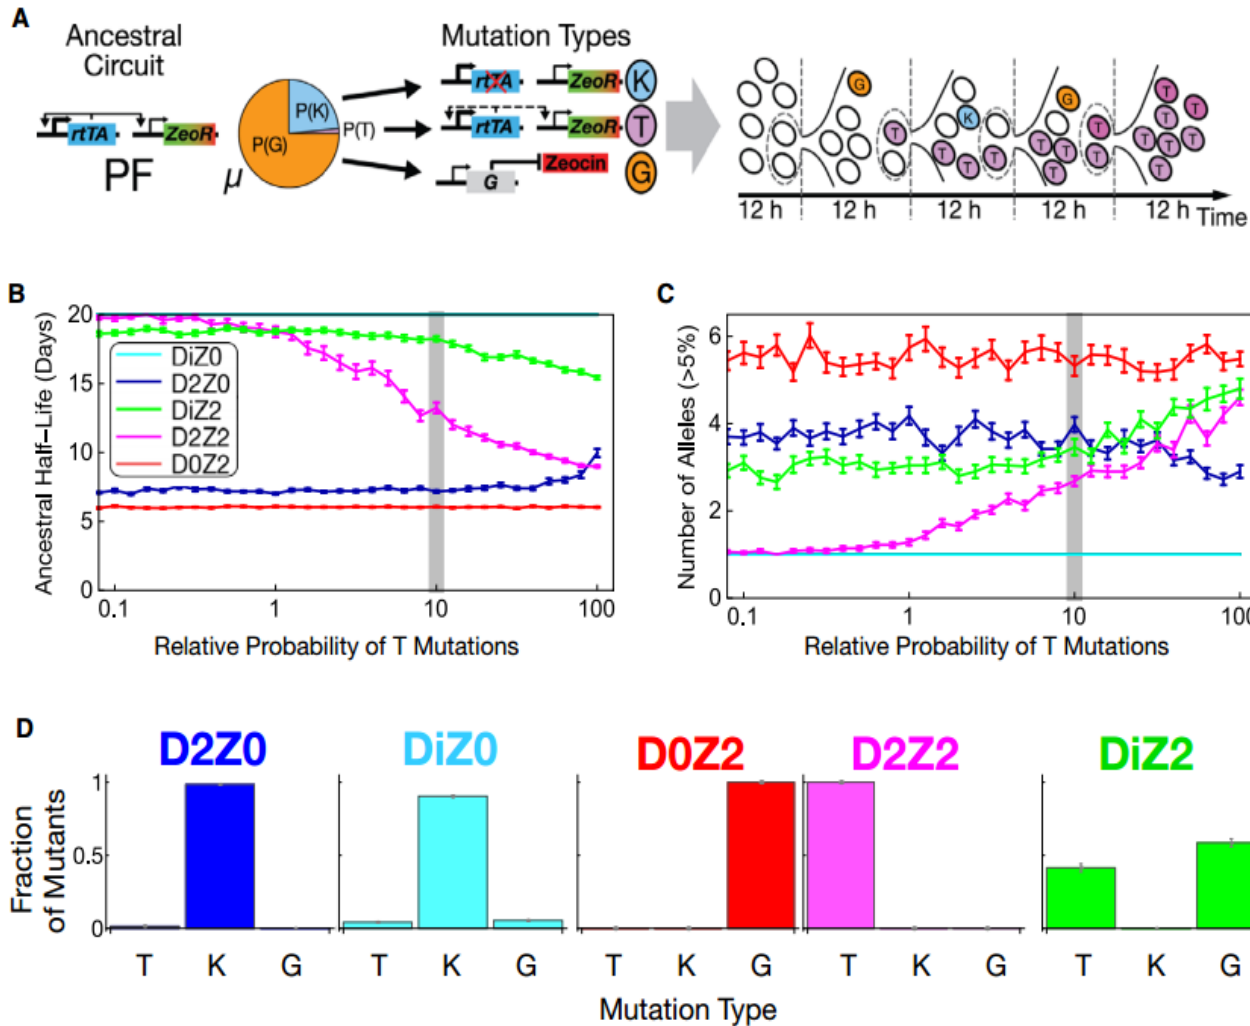 A
Ancestral
Circuit
Mutation Types
rtTA
ZeoR
PF
P(K)
P(T)
P(G)
μ
rtTA
ZeoR
K
rtTA
ZeoR
T
G
Zeocin
G
G
T
K
T
T
T
G
T
T
T
T
T
T
T
T
T
T
T
T
12 h
12 h
12 h
12 h
12 h
Time
B
Ancestral Half-Life (Days)
20
15
10
5
0
DiZ0
D2Z0
DiZ2
D2Z2
D0Z2
0.1
1
10
100
Relative Probability of T Mutations
C
Number of Alleles (>5%)
6
4
2
0
0.1
1
10
100
Relative Probability of T Mutations
D
D2Z0
DiZ0
D0Z2
D2Z2
DiZ2
Fraction
of Mutants
1
0.5
0
T K G
T K G
T K G
T K G
T K G
Mutation Type